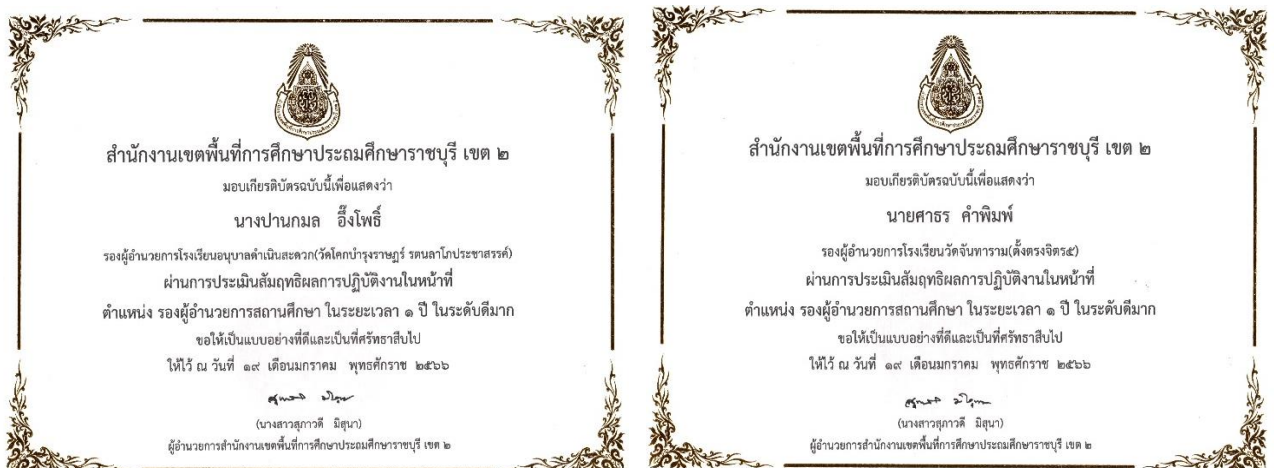 สำนักงานเขตพื้นที่การศึกษาประถมศึกษาราชบุรี เขต ๒
มอบเกียรติบัตรฉบับนี้เพื่อแสดงว่า
นางปานกมล อึ๊งโพธิ์
รองผู้อำนวยการโรงเรียนอนุบาลดำเนินสะดวก(วัดโคกบำรุงราษฎร์ รตนลาโภประชาสรรค์)
ผ่านการประเมินสัมฤทธิผลการปฏิบัติงานในหน้าที่
ตำแหน่ง รองผู้อำนวยการสถานศึกษา ในระยะเวลา ๑ ปี ในระดับดีมาก
ขอให้เป็นแบบอย่างที่ดีและเป็นที่ศรัทธาสืบไป
ให้ไว้ ณ วันที่ ๑๙ เดือนมกราคม พุทธศักราช ๒๕๖๖
(นางสาวสุภาวดี มิสุนา)
ผู้อำนวยการสำนักงานเขตพื้นที่การศึกษาประถมศึกษาราชบุรี เขต ๒
สำนักงานเขตพื้นที่การศึกษาประถมศึกษาราชบุรี เขต ๒
มอบเกียรติบัตรฉบับนี้เพื่อแสดงว่า
นายศาธร คำพิมพ์
รองผู้อำนวยการโรงเรียนวัดจันทาราม(ตั้งตรงจิตร๕)
ผ่านการประเมินสัมฤทธิผลการปฏิบัติงานในหน้าที่
ตำแหน่ง รองผู้อำนวยการสถานศึกษา ในระยะเวลา ๑ ปี ในระดับดีมาก
ขอให้เป็นแบบอย่างที่ดีและเป็นที่ศรัทธาสืบไป
ให้ไว้ ณ วันที่ ๑๙ เดือนมกราคม พุทธศักราช ๒๕๖๖
(นางสาวสุภาวดี มิสุนา)
ผู้อำนวยการสำนักงานเขตพื้นที่การศึกษาประถมศึกษาราชบุรี เขต ๒